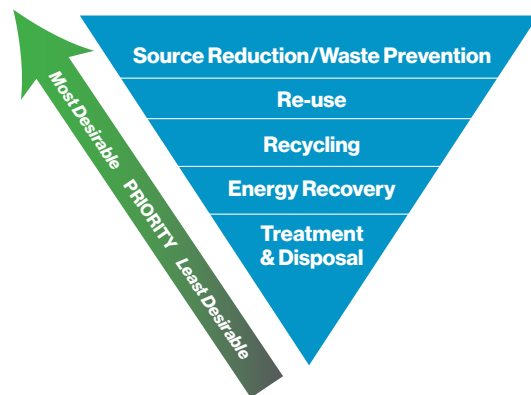 Source Reduction/Waste Prevention
Re-use
Recycling
Energy Recovery
Treatment
& Disposal
Most Desirable PRIORITY Least Desirable